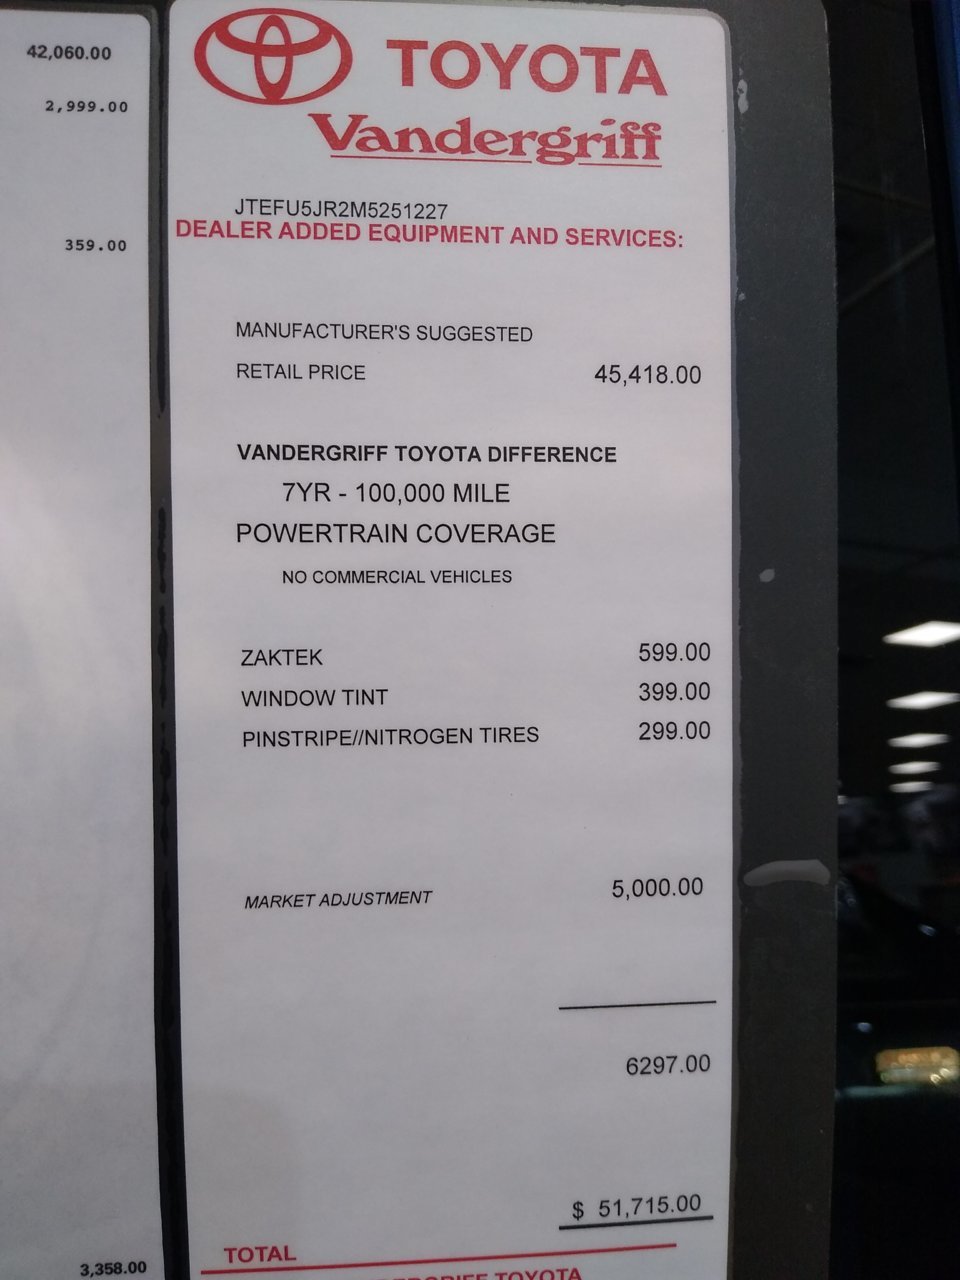 42,060.00
2,999.00
359.00
3,358.00
TOYOTA
Vandergriff
JTEFU5JR2M5251227
DEALER ADDED EQUIPMENT AND SERVICES:
MANUFACTURER'S SUGGESTED
RETAIL PRICE 45,418.00
VANDERGRIFF TOYOTA DIFFERENCE
7YR - 100,000 MILE
POWERTRAIN COVERAGE
NO COMMERCIAL VEHICLES
ZAKTEK 599.00
WINDOW TINT 399.00
PINSTRIPE//NITROGEN TIRES 299.00
MARKET ADJUSTMENT 5,000.00
6297.00
$ 51,715.00
TOTAL
TOYOTA